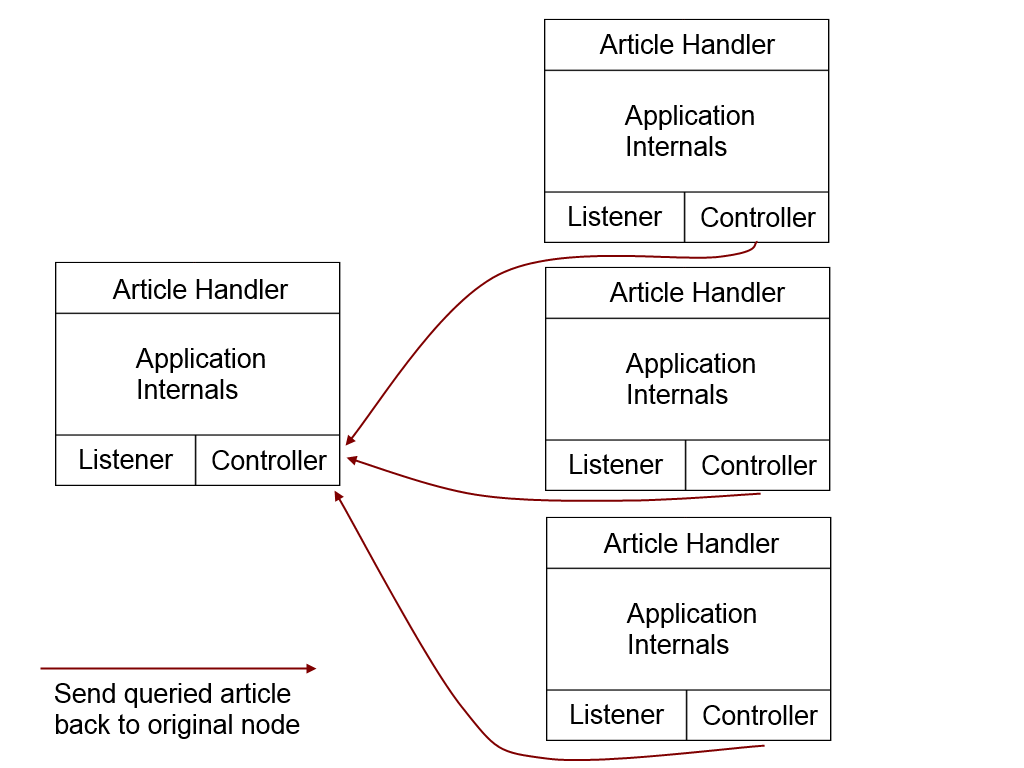 Article Handler
Application
Internals
Listener Controller
Article Handler
Application
Internals
Listener Controller
Article Handler
Application
Internals
Listener Controller
Article Handler
Application
Internals
Listener Controller
Send queried article
back to original node